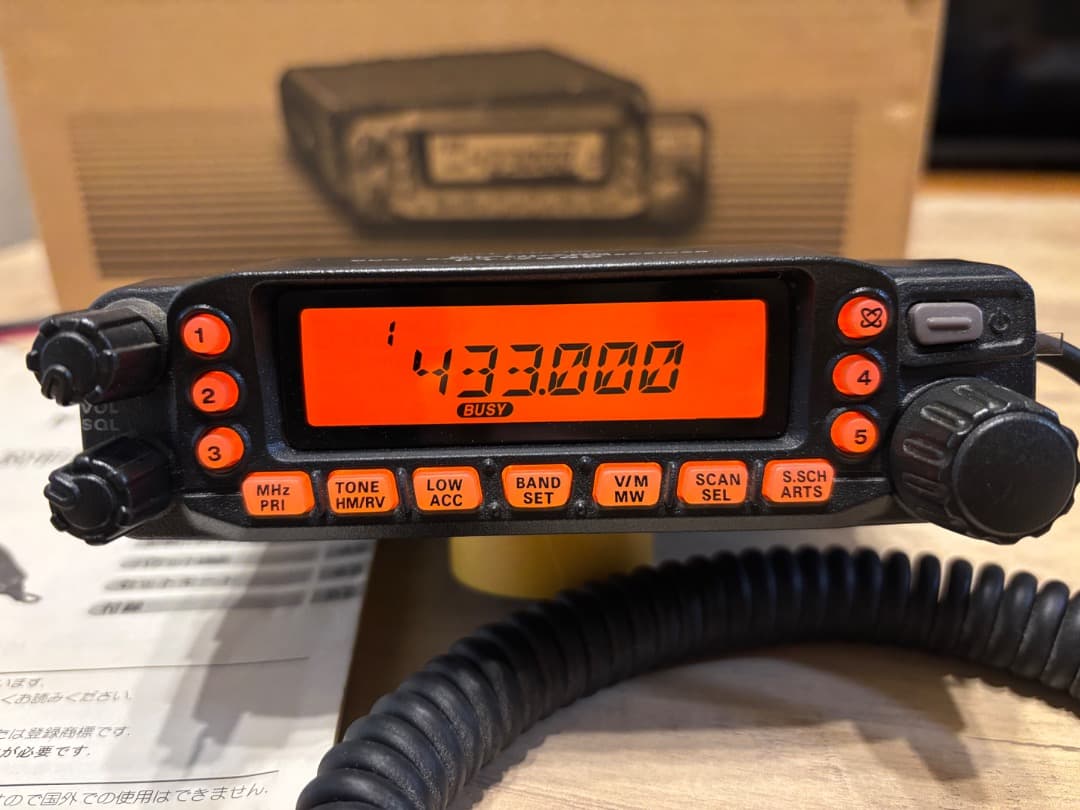 1
433.000
BUSY
1
2
3
4
5
VOL
SQL
MHz
PRI
TONE
HM/RV
LOW
ACC
BAND
SET
V/M
MW
SCAN
SEL
S.SCH
ARTS
付録
います。
くお読みください。
には登録商標です。
が必要です。
ので国外での使用はできません。